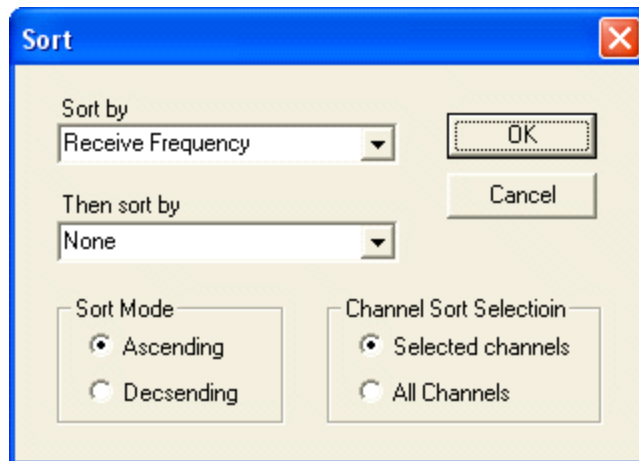 Sort
Sort by
Receive Frequency
OK
Cancel
Then sort by
None
Sort Mode
Ascending
Decsending
Channel Sort Selectioin
Selected channels
All Channels